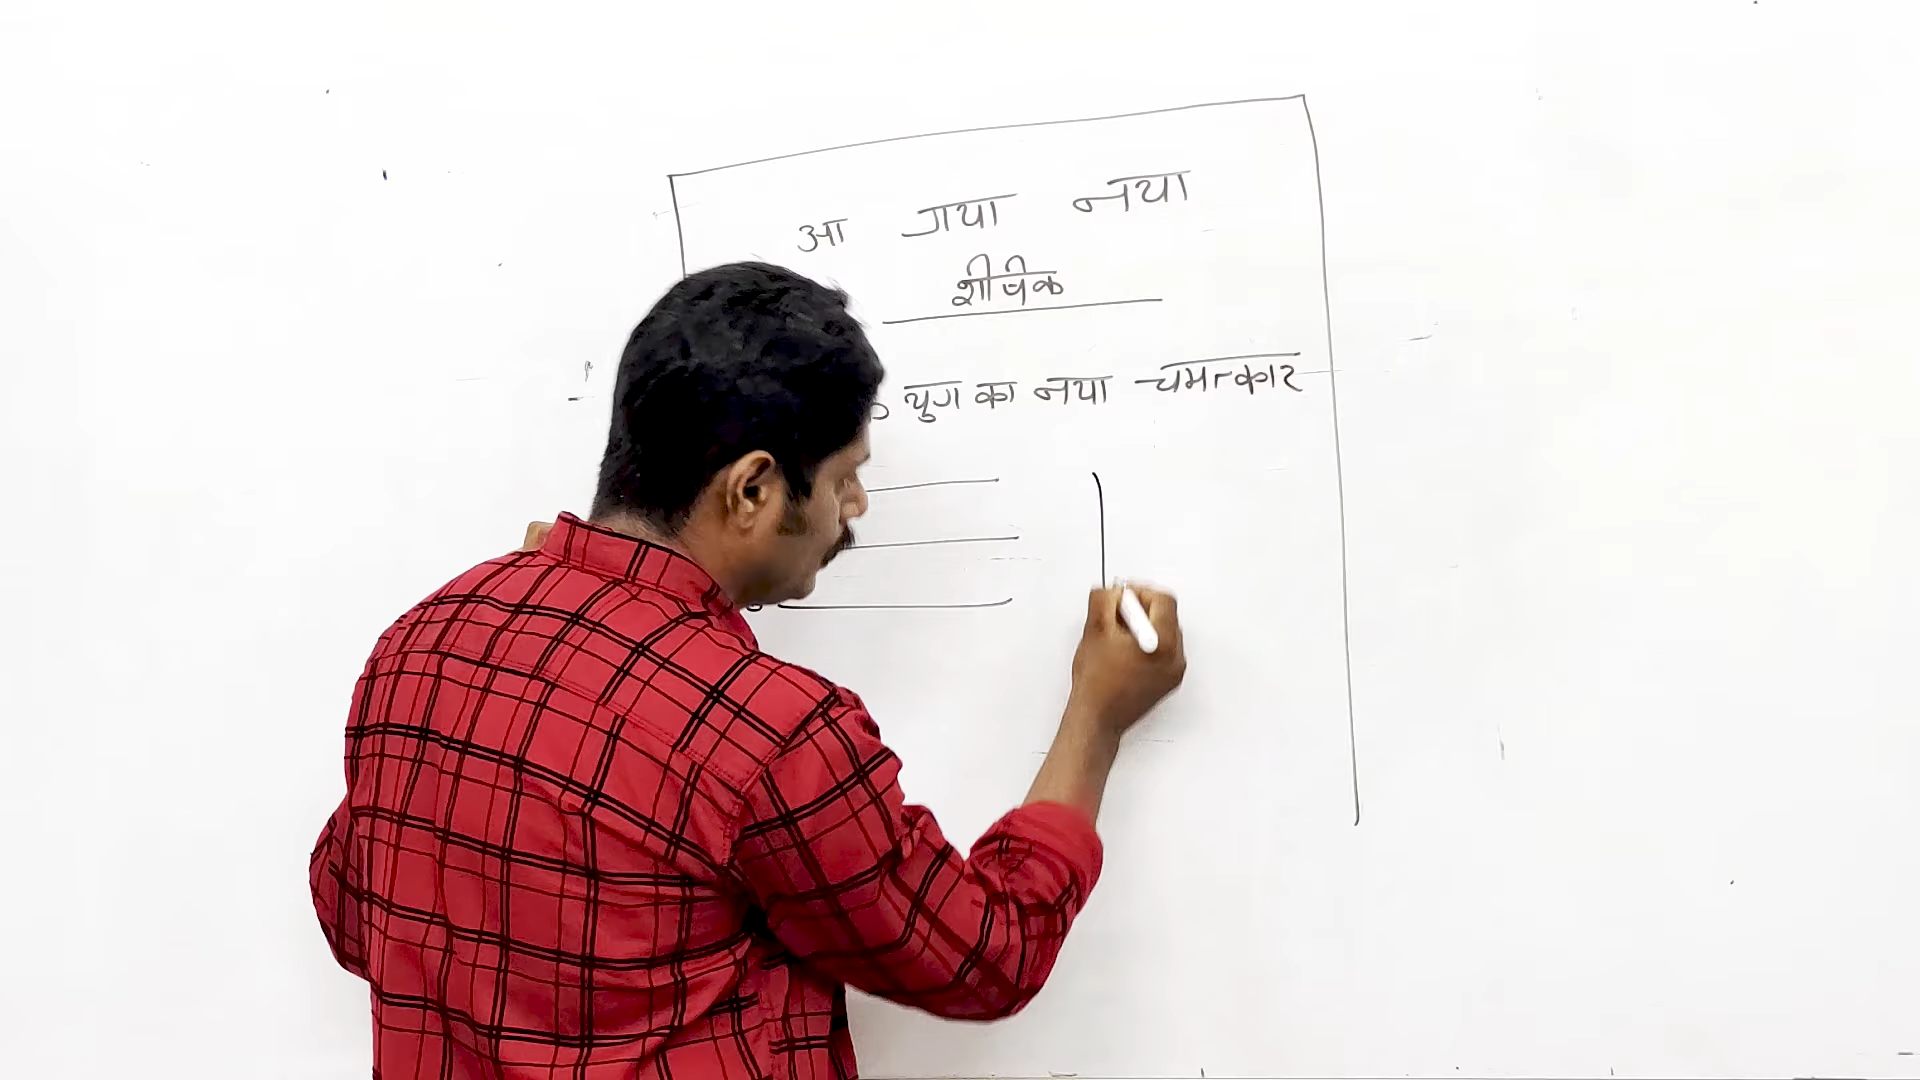 आ गया नया
शीर्षक
युग का नया चमत्कार